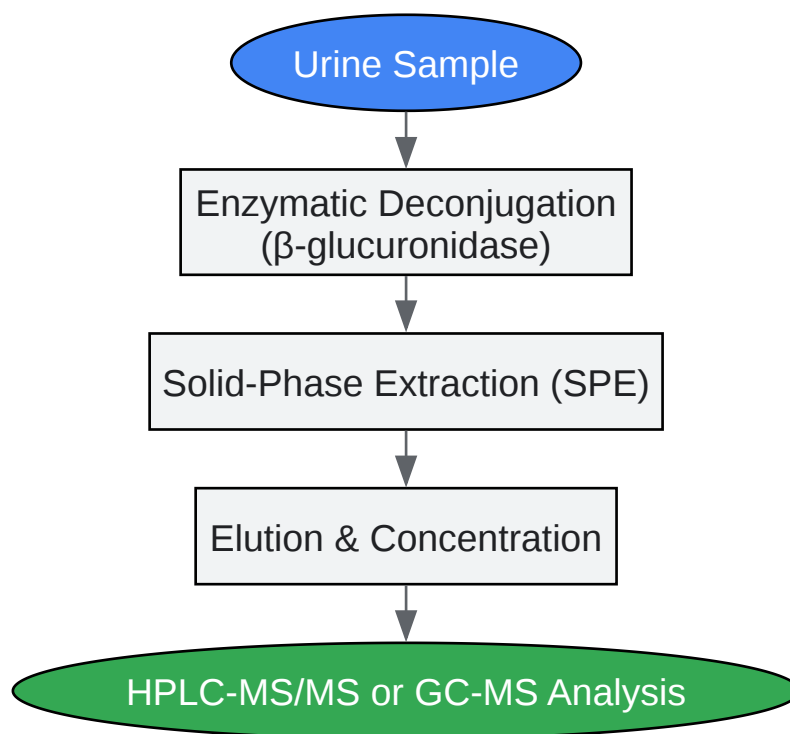 Urine Sample
Enzymatic Deconjugation
(β-glucuronidase)
Solid-Phase Extraction (SPE)
Elution & Concentration
HPLC-MS/MS or GC-MS Analysis